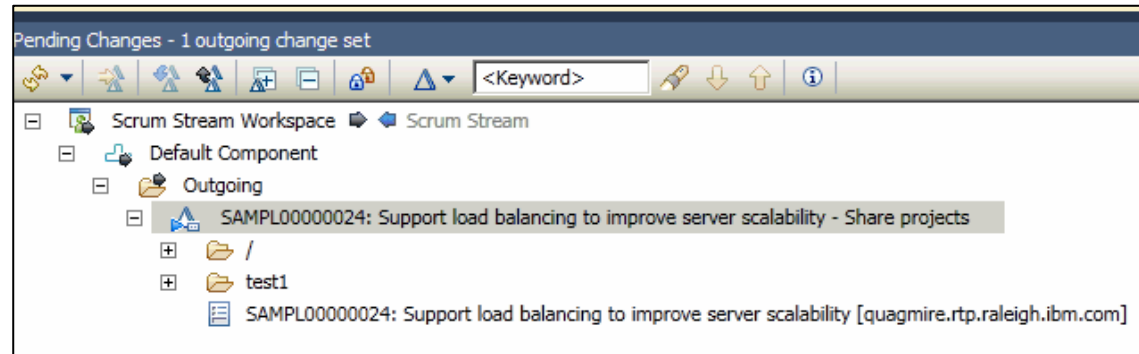 Pending Changes - 1 outgoing change set
<Keyword>
Scrum Stream Workspace Scrum Stream
Default Component
Outgoing
SAMPL00000024: Support load balancing to improve server scalability - Share projects
/
test1
SAMPL00000024: Support load balancing to improve server scalability [quagmire.rtp.raleigh.ibm.com]